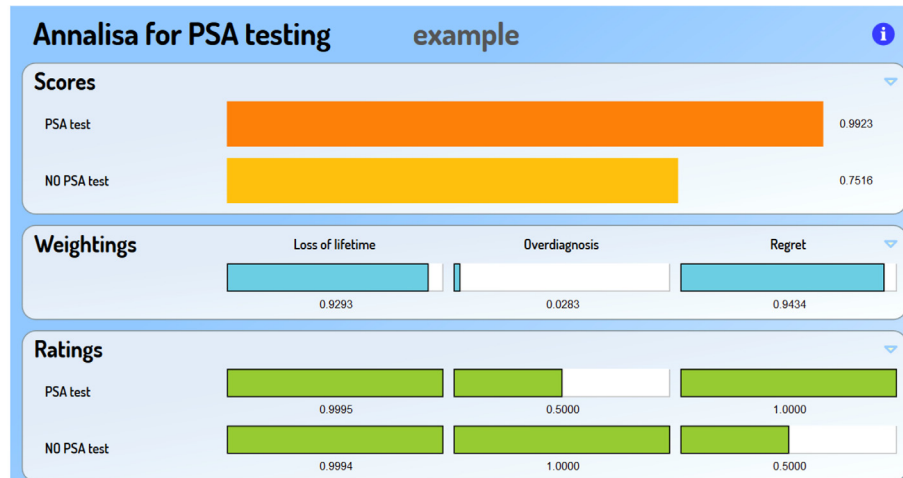 Annalisa for PSA testing example i
Scores
PSA test 0.9923
NO PSA test 0.7516
Weightings Loss of lifetime Overdiagnosis Regret
0.9293 0.0283 0.9434
Ratings
PSA test
0.9995 0.5000 1.0000
NO PSA test
0.9994 1.0000 0.5000